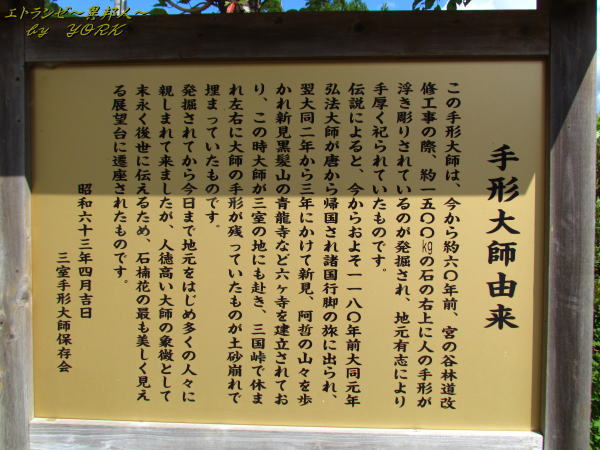 エトランゼ～異邦人～
by YORK
手形大師由来
この手形大師は、今から約六〇年前、宮の谷林道改
修工事の際、約一五〇〇㎏の石の右上に人の手形が
浮き彫りされているのが発掘され、地元有志により
手厚く祀られていたものです。
伝説によると、今からおよそ一一八〇年前大同元年
弘法大師が唐から帰国され諸国行脚の旅に出られ、
翌大同二年から三年にかけて新見、阿哲の山々を歩
かれ新見黒髪山の青龍寺など六ヶ寺を建立されてお
り、この時大師が三室の地にも赴き、三国峠で休ま
れ左右に大師の手形が残っていたものが土砂崩れで
埋まっていたものです。
発掘されてから今日まで地元をはじめ多くの人々に
親しまれて来ましたが、人徳高い大師の象徴として
末永く後世に伝えるため、石楠花の最も美しく見え
る展望台に遷座されたものです。
昭和六十三年四月吉日
三室手形大師保存会